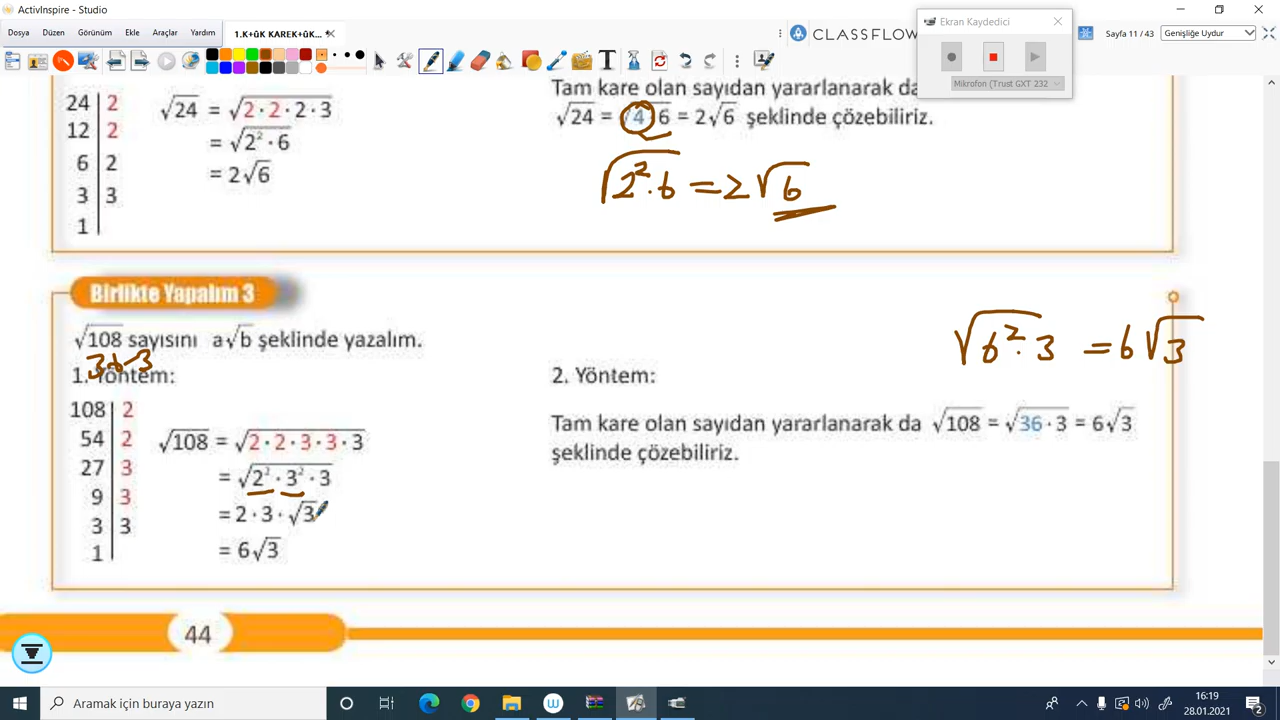 ActivInspire - Studio
Dosya Düzen Görünüm Ekle Araçlar Yardım
1.K+ûK KAREK+ûK...
Ekran Kaydedici
Mikrofon (Trust GXT 232
CLASSFLOW
Sayfa 11 / 43
Genişliğe Uydur
24 | 2
12 | 2
6 | 2
3 | 3
1
√24 = √2·2·2·3
= √2²·6
= 2√6
Tam kare olan sayıdan yararlanarak da
√24 = √4·6 = 2√6 şeklinde çözebiliriz.
√2²·6 = 2√6
Birlikte Yapalım 3
√108 sayısını a√b şeklinde yazalım.
√6²·3 = 6√3
1. Yöntem:
108 | 2
54 | 2
27 | 3
9 | 3
3 | 3
1
√108 = √2·2·3·3·3
= √2²·3²·3
= 2·3·√3
= 6√3
2. Yöntem:
Tam kare olan sayıdan yararlanarak da √108 = √36·3 = 6√3
şeklinde çözebiliriz.
44
Aramak için buraya yazın
16:19
28.01.2021
2